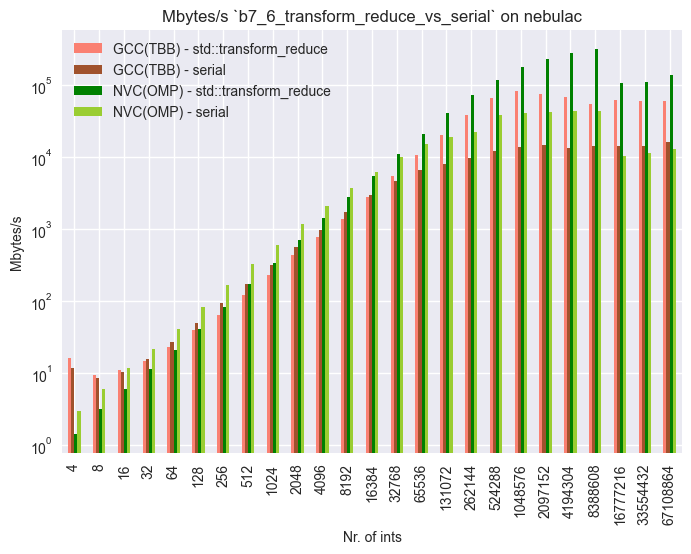 Mbytes/s `b7_6_transform_reduce_vs_serial` on nebulac
GCC(TBB) - std::transform_reduce
GCC(TBB) - serial
NVC(OMP) - std::transform_reduce
NVC(OMP) - serial
Mbytes/s
10^5
10^4
10^3
10^2
10^1
10^0
4 8 16 32 64 128 256 512 1024 2048 4096 8192 16384 32768 65536 131072 262144 524288 1048576 2097152 4194304 8388608 16777216 33554432 67108864
Nr. of ints